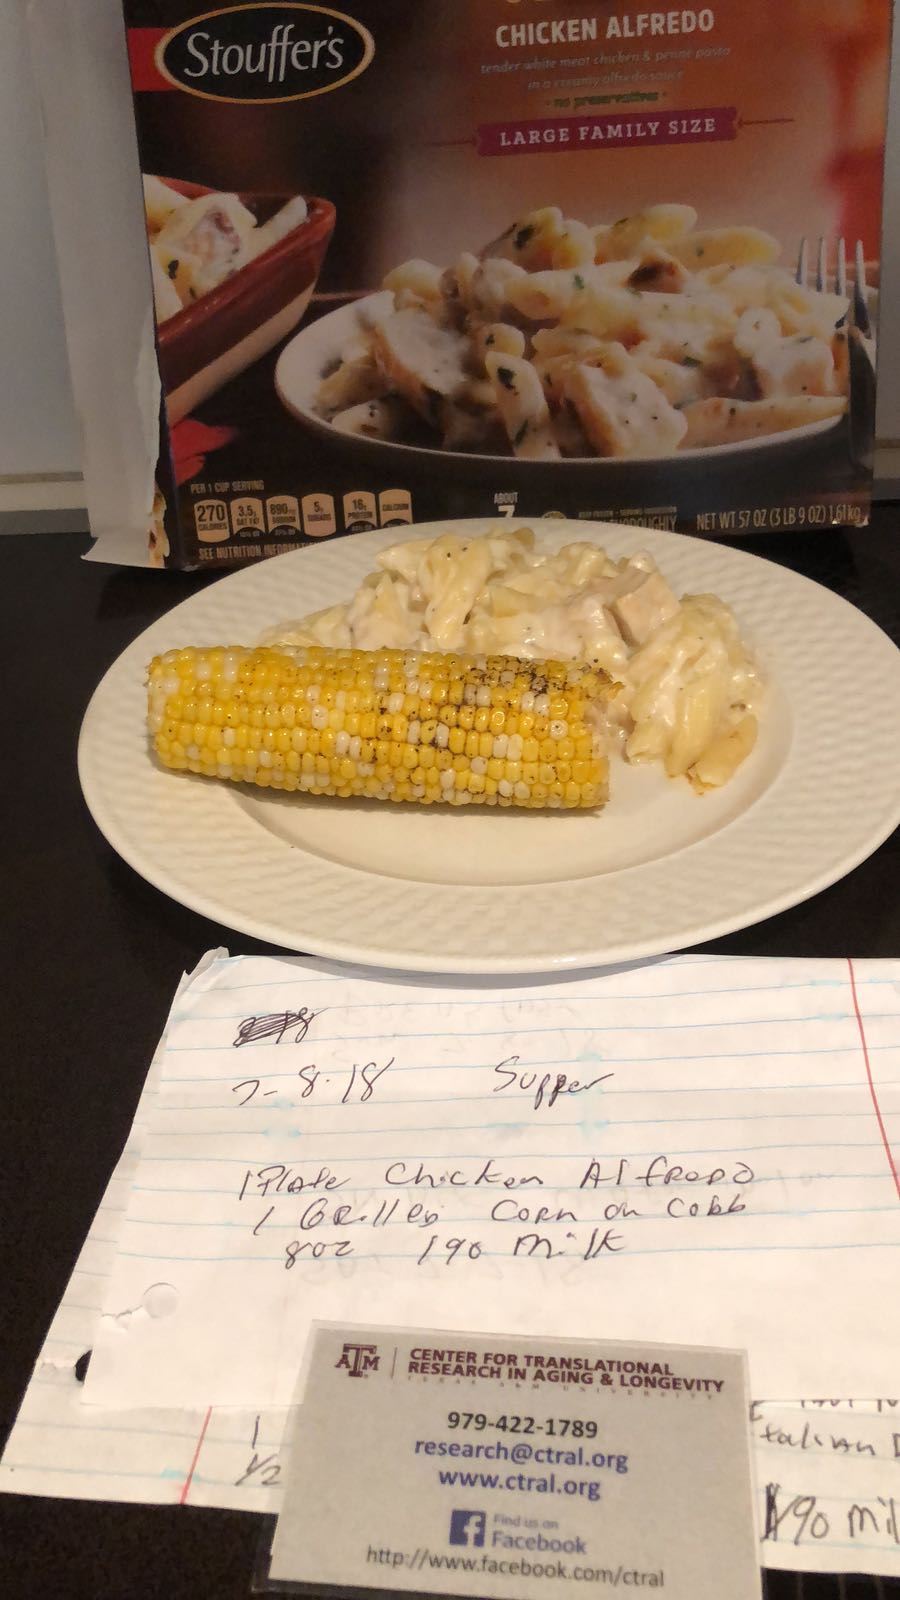 Stouffer's
CHICKEN ALFREDO
tender white meat chicken & penne pasta
in a creamy alfredo sauce
• no preservatives •
LARGE FAMILY SIZE
PER 1 CUP SERVING
270 CALORIES
3.5g SAT FAT
890mg SODIUM
5g SUGARS
16g PROTEIN
CALCIUM
ABOUT
7
SEE NUTRITION INFORMATI
THOROUGHLY
NET WT 57 OZ (3 LB 9 OZ) 1.61kg
7-8-18 Supper
1 Plate Chicken Alfredo
1 Grilled Corn on Cobb
8oz 1% Milk
ATM CENTER FOR TRANSLATIONAL
RESEARCH IN AGING & LONGEVITY
TEXAS A&M UNIVERSITY
979-422-1789
research@ctral.org
www.ctral.org
f Find us on
Facebook
http://www.facebook.com/ctral
1
1/2
talian D
1% mil